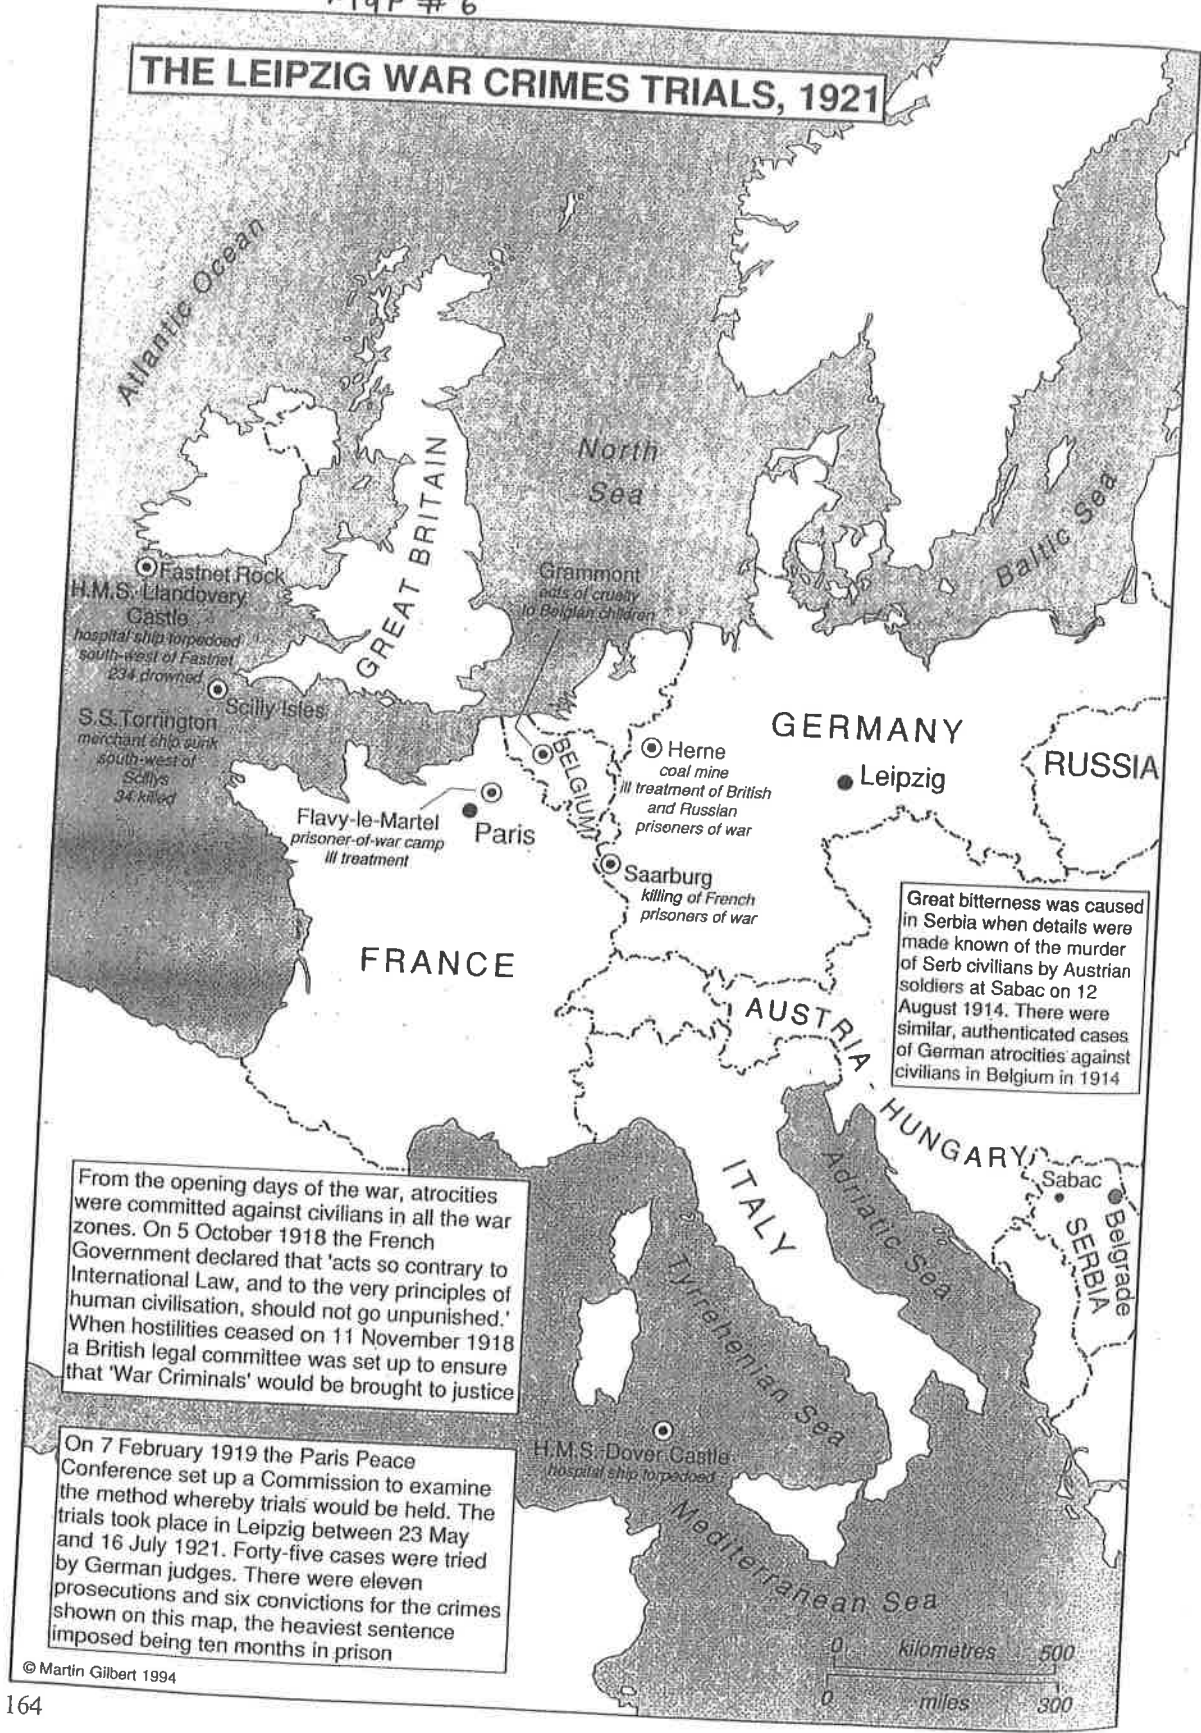 Map # 6
THE LEIPZIG WAR CRIMES TRIALS, 1921
Atlantic Ocean
North
Sea
Baltic Sea
GREAT BRITAIN
Fastnet Rock
H.M.S. Llandovery
Castle
hospital ship torpedoed
south-west of Fastnet
234 drowned
Scilly Isles
S.S.Torrington
merchant ship sunk
south-west of
Scillys
34 killed
Grammont
acts of cruelty
to Belgian children
BELGIUM
Herne
coal mine
ill treatment of British
and Russian
prisoners of war
GERMANY
Leipzig
RUSSIA
Flavy-le-Martel
prisoner-of-war camp
ill treatment
Paris
Saarburg
killing of French
prisoners of war
FRANCE
Great bitterness was caused
in Serbia when details were
made known of the murder
of Serb civilians by Austrian
soldiers at Sabac on 12
August 1914. There were
similar, authenticated cases
of German atrocities against
civilians in Belgium in 1914
AUSTRIA - HUNGARY
ITALY
Adriatic Sea
Sabac
Belgrade
SERBIA
From the opening days of the war, atrocities
were committed against civilians in all the war
zones. On 5 October 1918 the French
Government declared that 'acts so contrary to
International Law, and to the very principles of
human civilisation, should not go unpunished.'
When hostilities ceased on 11 November 1918
a British legal committee was set up to ensure
that 'War Criminals' would be brought to justice
Tyrrehenian Sea
H.M.S. Dover Castle
hospital ship torpedoed
Mediterranean Sea
On 7 February 1919 the Paris Peace
Conference set up a Commission to examine
the method whereby trials would be held. The
trials took place in Leipzig between 23 May
and 16 July 1921. Forty-five cases were tried
by German judges. There were eleven
prosecutions and six convictions for the crimes
shown on this map, the heaviest sentence
imposed being ten months in prison
0 kilometres 500
0 miles 300
© Martin Gilbert 1994
164